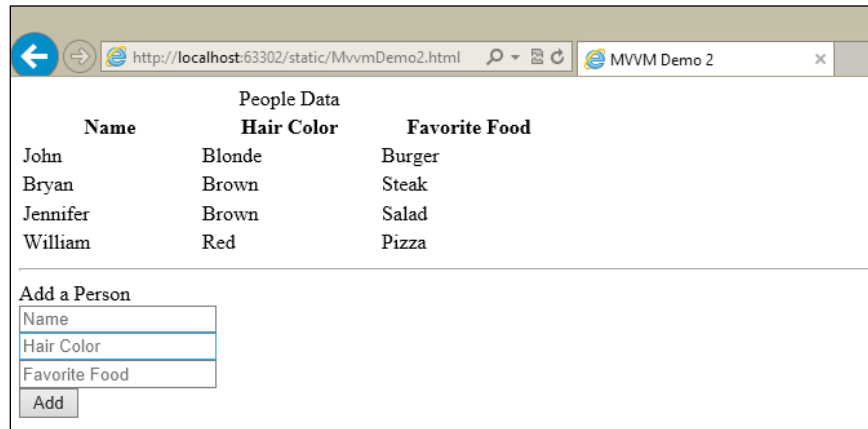 http://localhost:63302/static/MvvmDemo2.html
MVVM Demo 2
People Data
Name Hair Color Favorite Food
John Blonde Burger
Bryan Brown Steak
Jennifer Brown Salad
William Red Pizza
Add a Person
Name
Hair Color
Favorite Food
Add